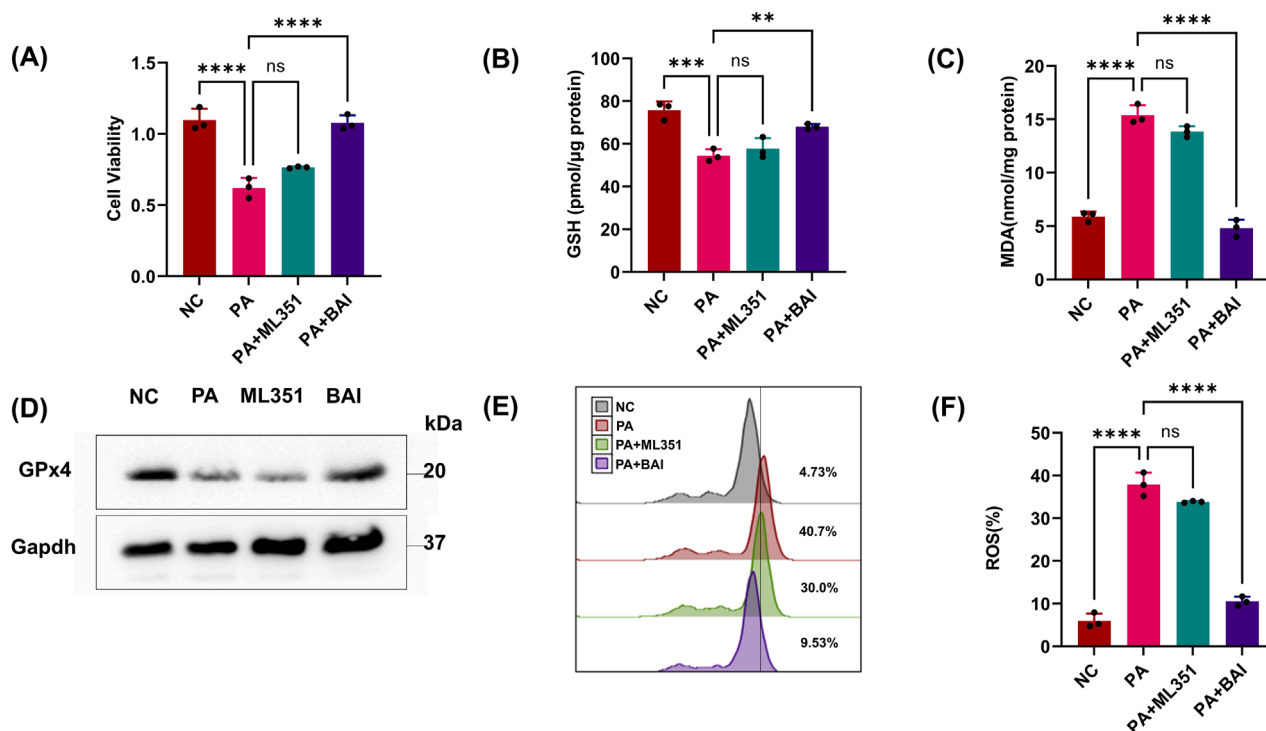 (A)
****
**** ns
Cell Viability
1.5
1.0
0.5
0.0
NC
PA
PA+ML351
PA+BAI
(B)
**
*** ns
GSH (pmol/μg protein)
100
80
60
40
20
0
NC
PA
PA+ML351
PA+BAI
(C)
****
**** ns
MDA(nmol/mg protein)
20
15
10
5
0
NC
PA
PA+ML351
PA+BAI
(D)
NC PA ML351 BAI
kDa
GPx4 20
Gapdh 37
(E)
NC
PA
PA+ML351
PA+BAI
4.73%
40.7%
30.0%
9.53%
(F)
****
**** ns
ROS(%)
50
40
30
20
10
0
NC
PA
PA+ML351
PA+BAI